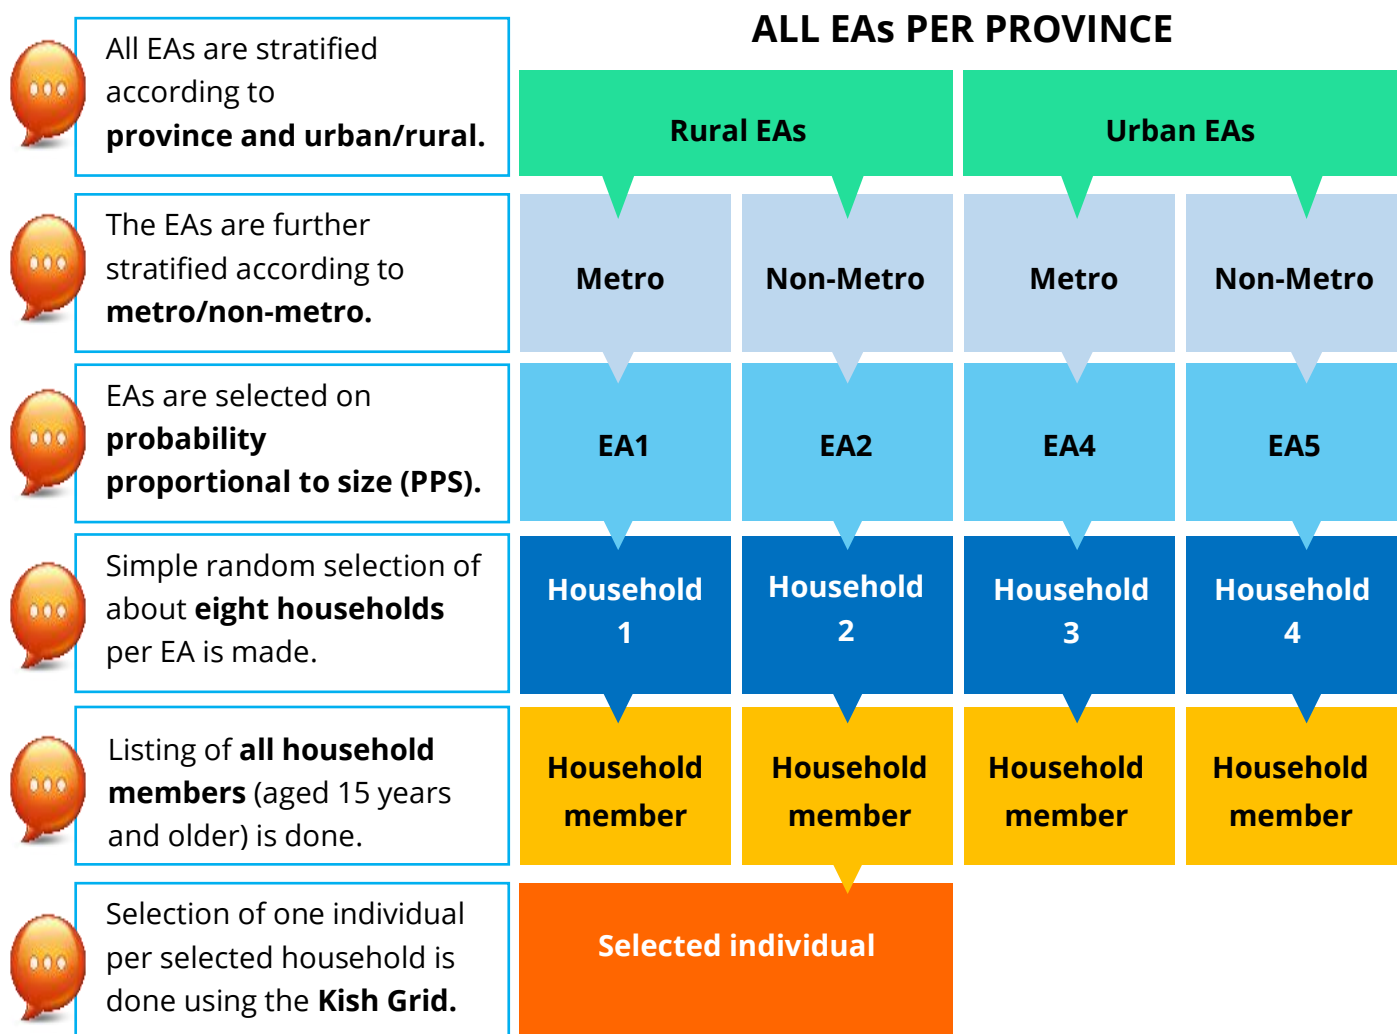 ALL EAs PER PROVINCE
All EAs are stratified
according to
province and urban/rural.
Rural EAs
Urban EAs
The EAs are further
stratified according to
metro/non-metro.
Metro
Non-Metro
Metro
Non-Metro
EAs are selected on
probability
proportional to size (PPS).
EA1
EA2
EA4
EA5
Simple random selection of
about eight households
per EA is made.
Household
1
Household
2
Household
3
Household
4
Listing of all household
members (aged 15 years
and older) is done.
Household
member
Household
member
Household
member
Household
member
Selection of one individual
per selected household is
done using the Kish Grid.
Selected individual